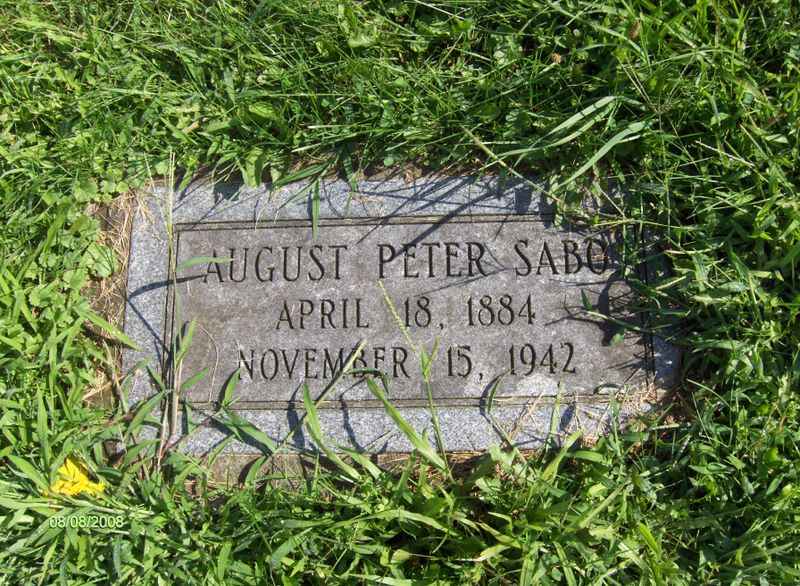 AUGUST PETER SABO
APRIL 18, 1884
NOVEMBER 15, 1942
08/08/2008